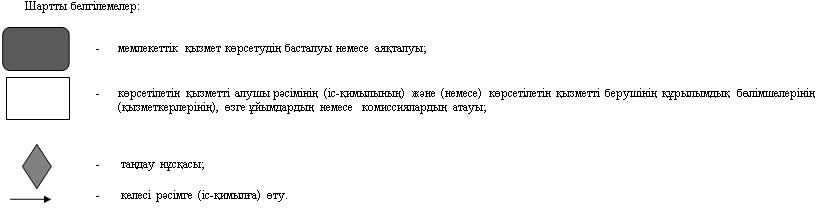 Шартты белгілемелер:
- мемлекеттік қызмет көрсетудің басталуы немесе аяқталуы;
- көрсетілетін қызметті алушы рәсімінің (іс-қимылының) және (немесе) көрсетілетін қызметті берушінің құрылымдық бөлімшелерінің
(қызметкерлерінің), өзге ұйымдардың немесе комиссиялардың атауы;
- таңдау нұсқасы;
- келесі рәсімге (іс-қимылға) өту.